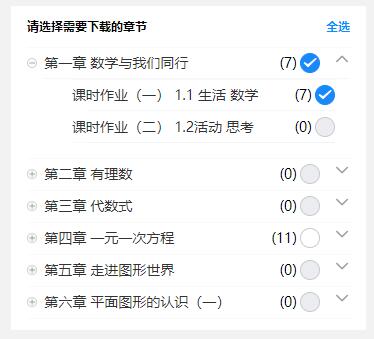 请选择需要下载的章节 全选
第一章 数学与我们同行 (7)
课时作业（一） 1.1 生活 数学 (7)
课时作业（二） 1.2活动 思考 (0)
第二章 有理数 (0)
第三章 代数式 (0)
第四章 一元一次方程 (11)
第五章 走进图形世界 (0)
第六章 平面图形的认识（一） (0)